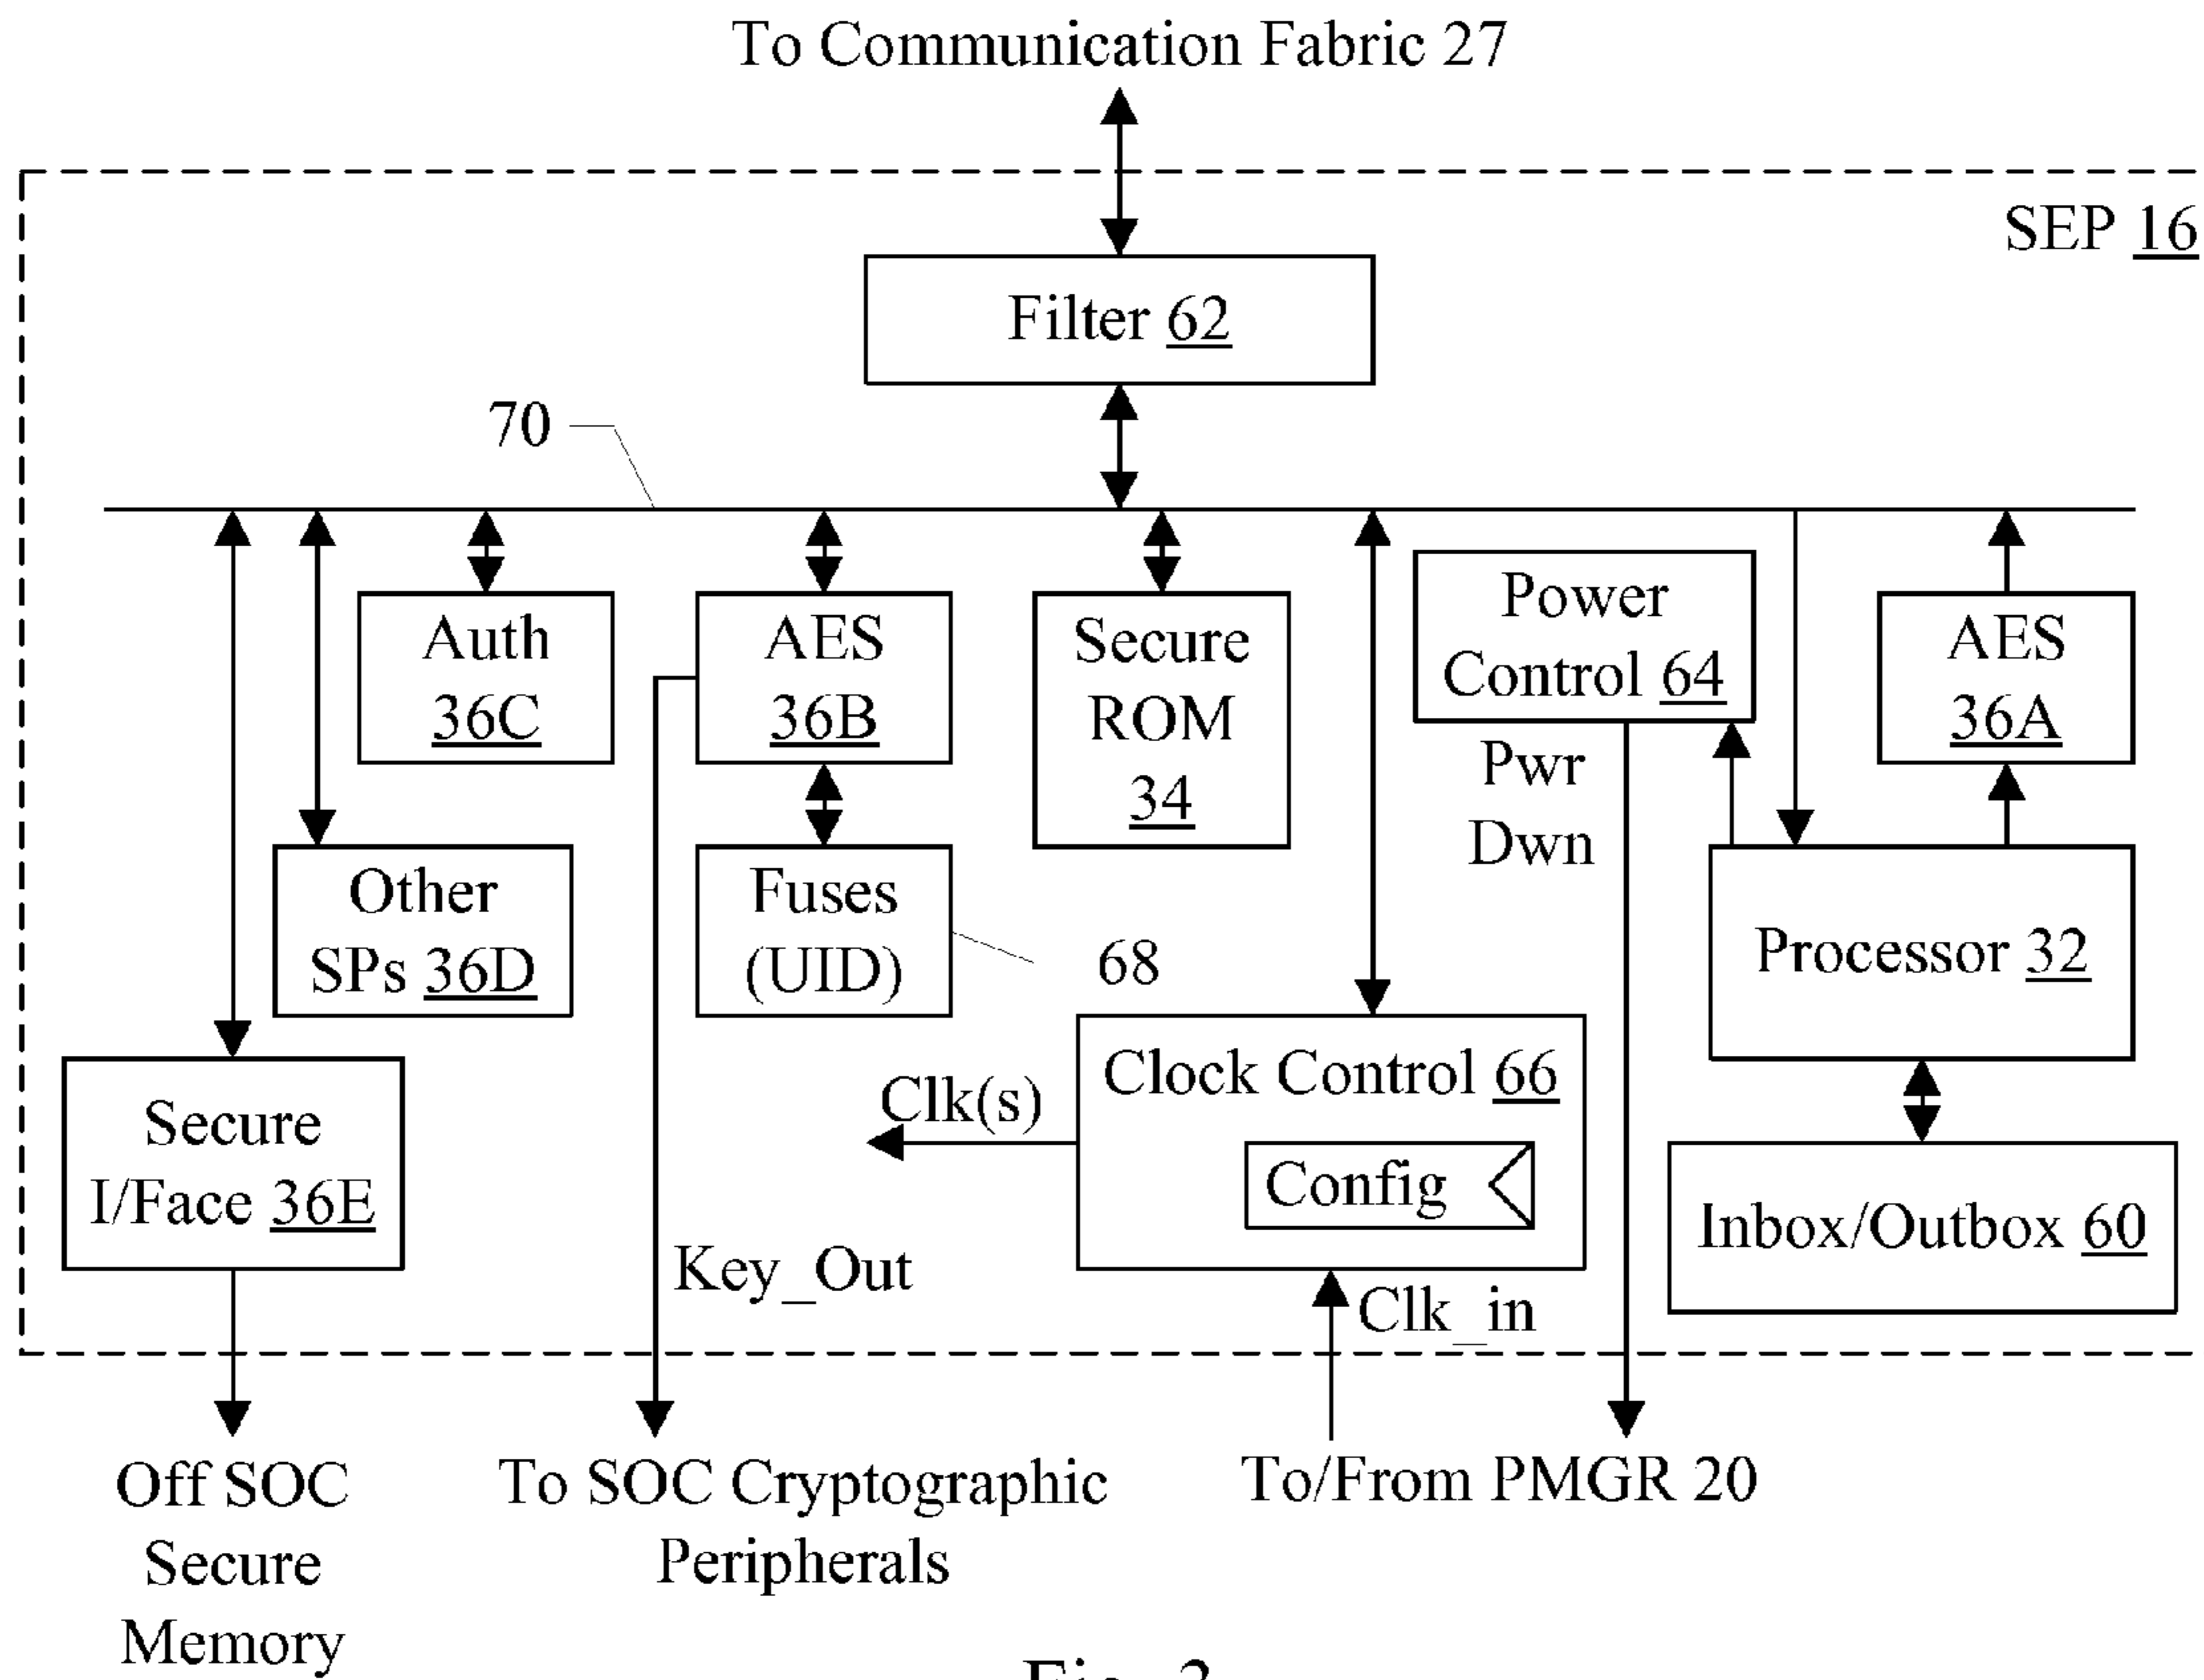 To Communication Fabric 27
SEP 16
Filter 62
70
Auth
36C
AES
36B
Secure
ROM
34
Power
Control 64
AES
36A
Pwr
Dwn
Other
SPs 36D
Fuses
(UID)
68
Processor 32
Secure
I/Face 36E
Clk(s)
Clock Control 66
Config
Inbox/Outbox 60
Key_Out
Clk_in
Off SOC
Secure
Memory
To SOC Cryptographic
Peripherals
To/From PMGR 20